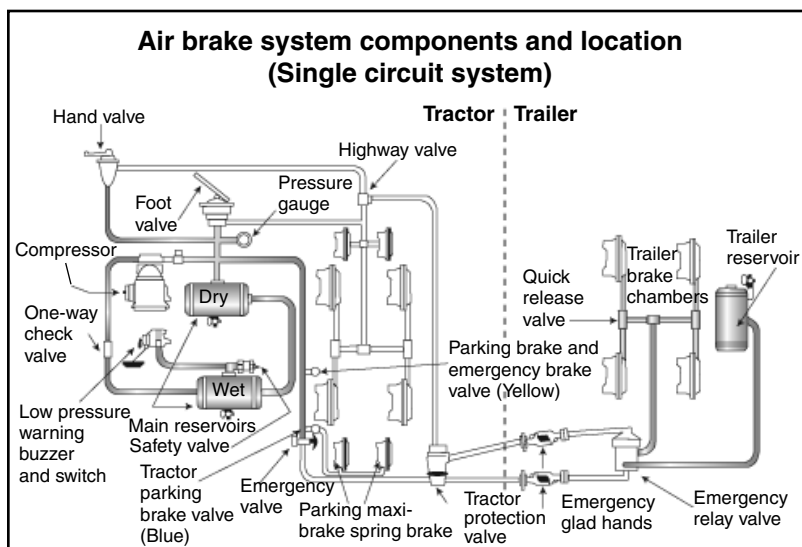 Air brake system components and location
(Single circuit system)
Tractor
Trailer
Hand valve
Highway valve
Foot
valve
Pressure
gauge
Compressor
Dry
One-way
check
valve
Wet
Low pressure
warning
buzzer
and switch
Main reservoirs
Safety valve
Tractor
parking
brake valve
(Blue)
Emergency
valve
Parking maxi-
brake spring brake
Parking brake and
emergency brake
valve (Yellow)
Quick
release
valve
Trailer
brake
chambers
Trailer
reservoir
Tractor
protection
valve
Emergency
glad hands
Emergency
relay valve